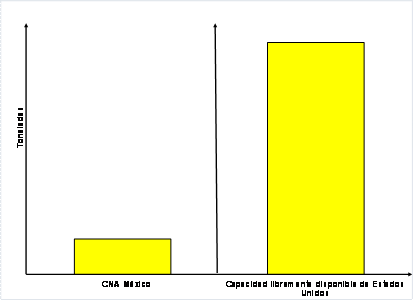 Toneladas
CNA México
Capacidad libremente disponible de Estados
Unidos